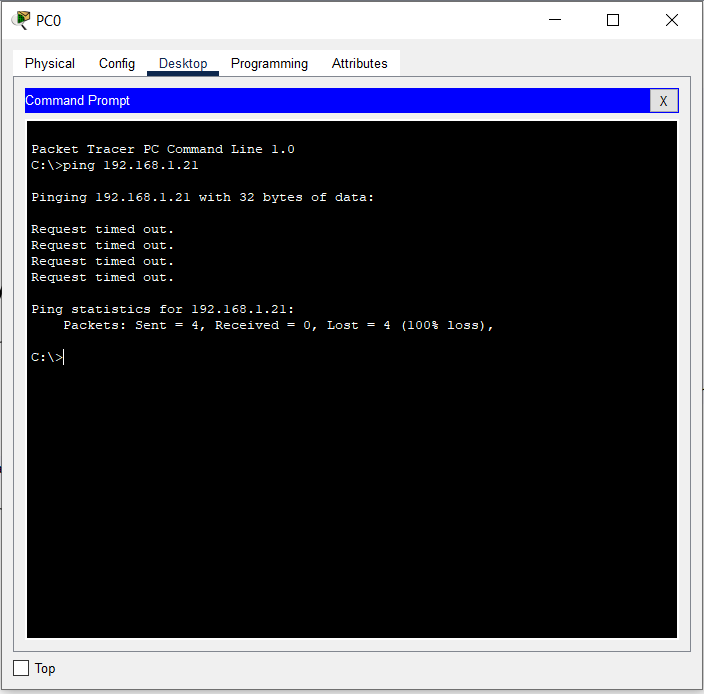 PC0
Physical Config Desktop Programming Attributes
Command Prompt X
Packet Tracer PC Command Line 1.0
C:\>ping 192.168.1.21
Pinging 192.168.1.21 with 32 bytes of data:
Request timed out.
Request timed out.
Request timed out.
Request timed out.
Ping statistics for 192.168.1.21:
Packets: Sent = 4, Received = 0, Lost = 4 (100% loss),
C:\>
Top